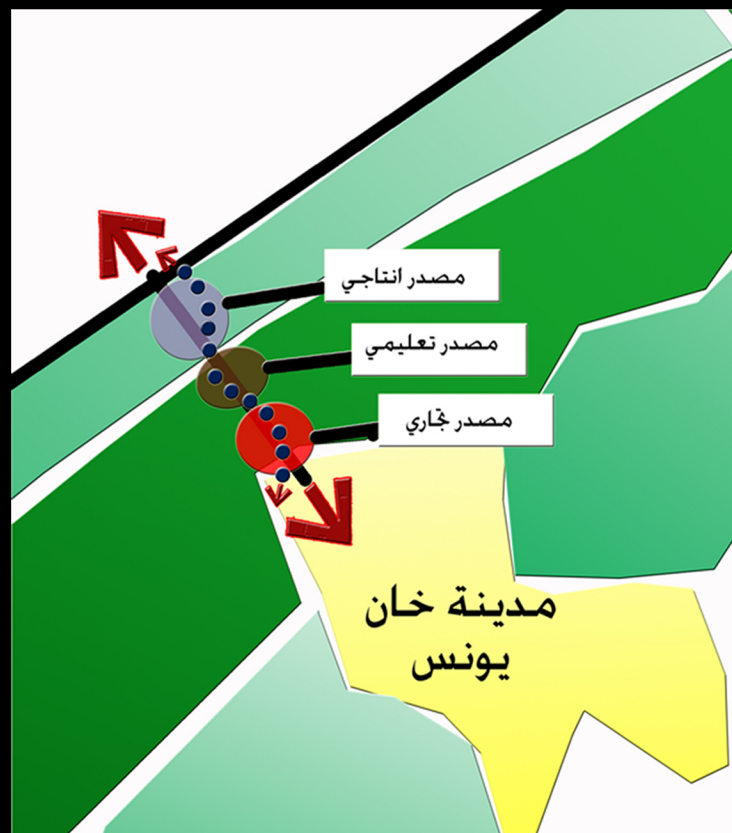 مصدر انتاجي
مصدر تعليمي
مصدر تجاري
مدينة خان
يونس